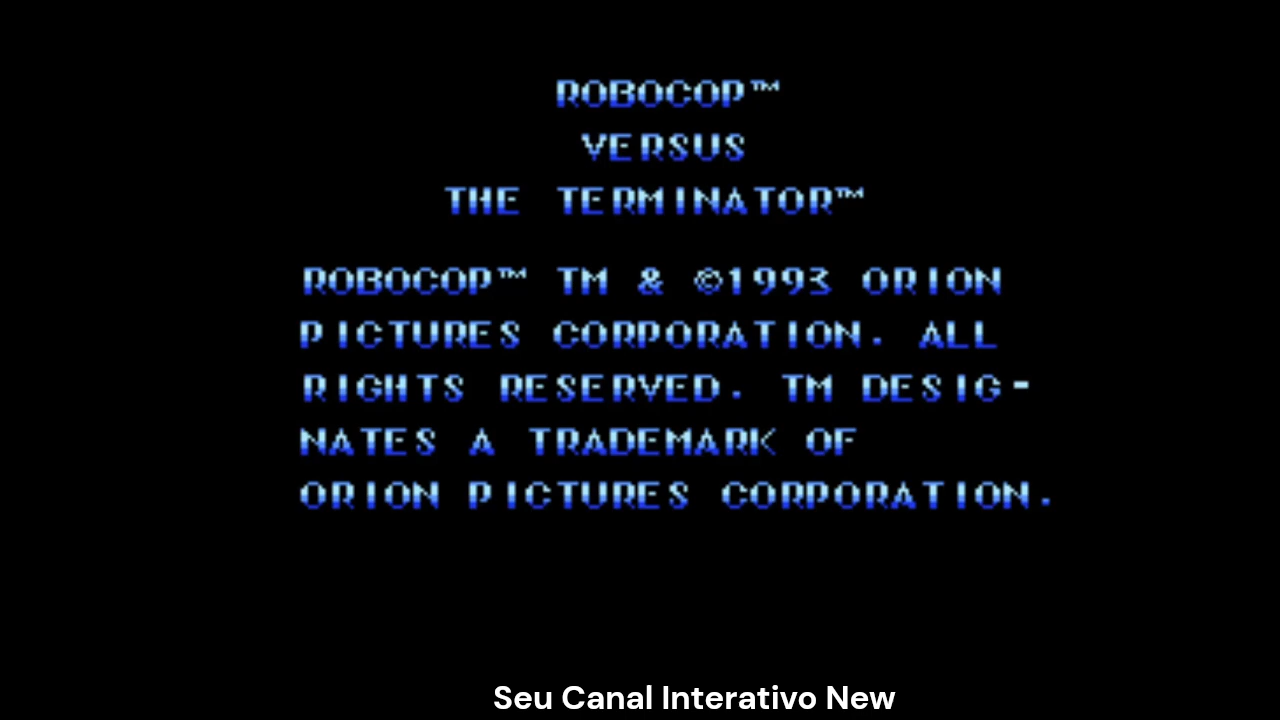 ROBOCOP™
VERSUS
THE TERMINATOR™
ROBOCOP™ TM & ©1993 ORION
PICTURES CORPORATION. ALL
RIGHTS RESERVED. TM DESIG-
NATES A TRADEMARK OF
ORION PICTURES CORPORATION.
Seu Canal Interativo New